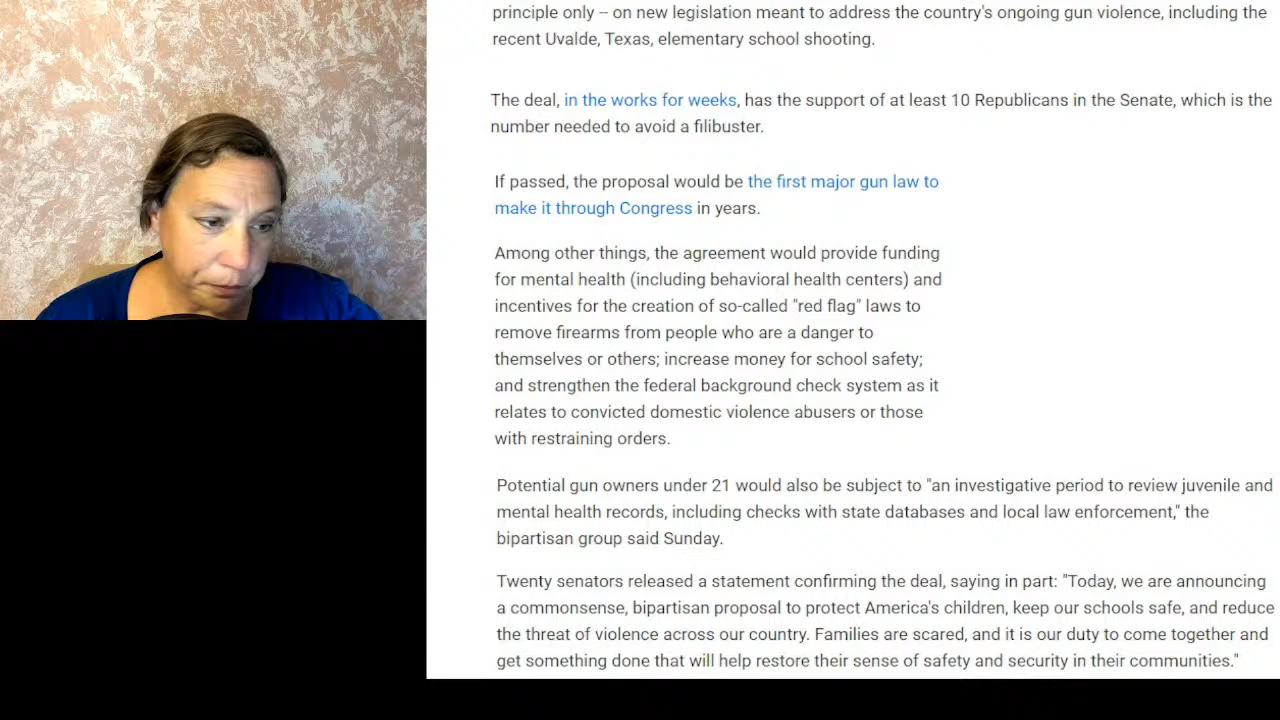 principle only -- on new legislation meant to address the country's ongoing gun violence, including the
recent Uvalde, Texas, elementary school shooting.
The deal, in the works for weeks, has the support of at least 10 Republicans in the Senate, which is the
number needed to avoid a filibuster.
If passed, the proposal would be the first major gun law to
make it through Congress in years.
Among other things, the agreement would provide funding
for mental health (including behavioral health centers) and
incentives for the creation of so-called "red flag" laws to
remove firearms from people who are a danger to
themselves or others; increase money for school safety;
and strengthen the federal background check system as it
relates to convicted domestic violence abusers or those
with restraining orders.
Potential gun owners under 21 would also be subject to "an investigative period to review juvenile and
mental health records, including checks with state databases and local law enforcement," the
bipartisan group said Sunday.
Twenty senators released a statement confirming the deal, saying in part: "Today, we are announcing
a commonsense, bipartisan proposal to protect America's children, keep our schools safe, and reduce
the threat of violence across our country. Families are scared, and it is our duty to come together and
get something done that will help restore their sense of safety and security in their communities."